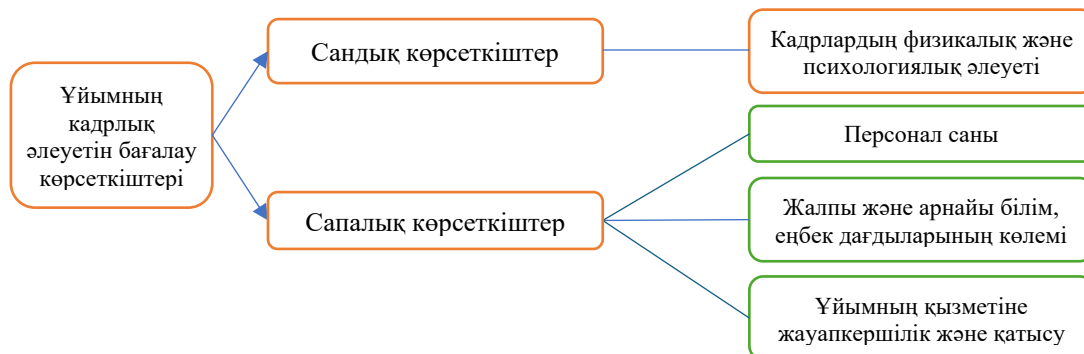 Ұйымның
кадрлық
әлеуетін бағалау
көрсеткіштері
Сандық көрсеткіштер
Сапалық көрсеткіштер
Кадрлардың физикалық және
психологиялық әлеуеті
Персонал саны
Жалпы және арнайы білім,
еңбек дағдыларының көлемі
Ұйымның қызметіне
жауапкершілік және қатысу